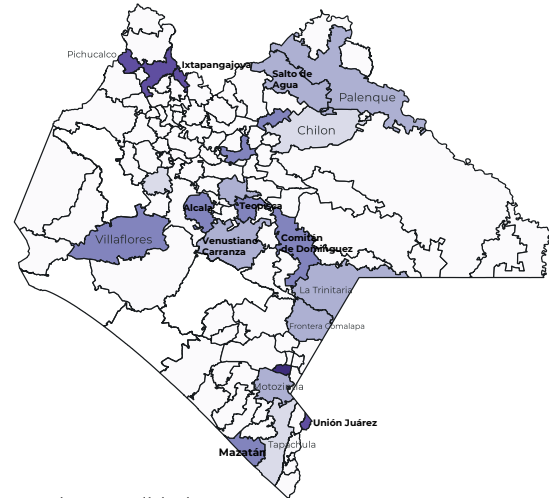 Pichucalco
Ixtapangajoya
Salto de
Agua
Palenque
Chilon
Alcala
Teopisca
Villaflores
Venustiano
Carranza
Comitán
de Domínguez
La Trinitaria
Frontera Comalapa
Motozintla
Unión Juárez
Tapachula
Mazatán